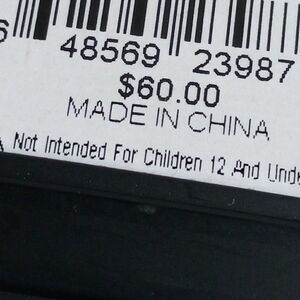 48569 23987
$60.00
MADE IN CHINA
Not Intended For Children 12 And